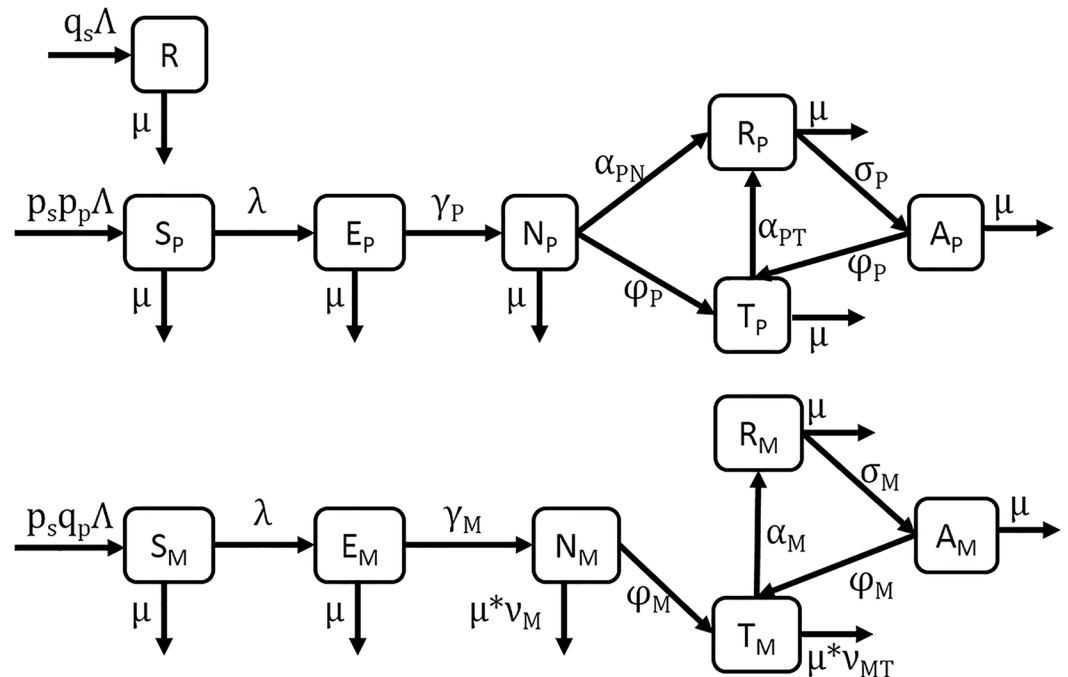 qsΛ
R
μ
RP
μ
αPN
σP
pspPΛ
SP
λ
EP
γP
NP
αPT
AP
μ
φP
μ
μ
μ
φP
TP
μ
RM
μ
σM
psqpΛ
SM
λ
EM
γM
NM
αM
AM
μ
φM
μ
μ
μ*νM
φM
TM
μ*νMT